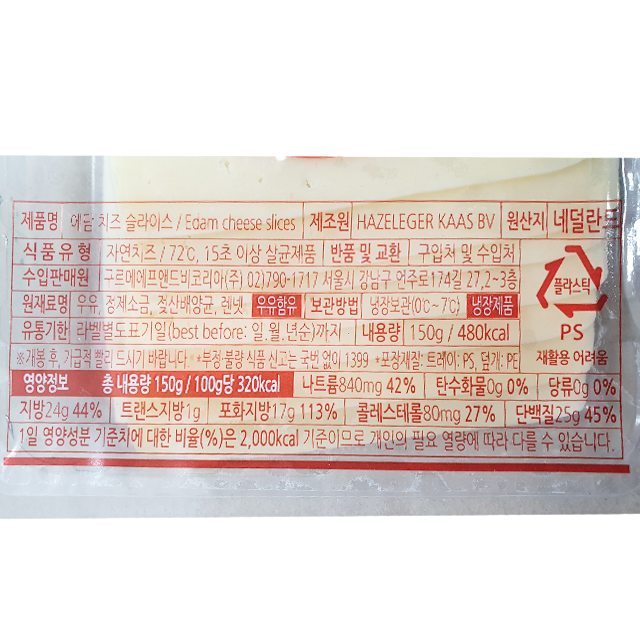 제품명 에담 치즈 슬라이스 / Edam cheese slices 제조원 HAZELEGER KAAS BV 원산지 네덜란드
식품유형 자연치즈 / 72℃, 15초 이상 살균제품 반품 및 교환 구입처 및 수입처
수입판매원 구르메에프앤드비코리아(주) 02)790-1717 서울시 강남구 언주로174길 27,2~3층
원재료명 우유, 정제소금, 젖산배양균, 렌넷 우유함유 보관방법 냉장보관(0℃~7℃) 냉장제품
유통기한 라벨별도표기일(best before: 일.월.년순)까지 내용량 150g / 480kcal
※개봉 후, 가급적 빨리 드시기 바랍니다. *부정·불량 식품 신고는 국번 없이 1399 *포장재질: 트레이: PS, 덮개: PE
플라스틱
PS
재활용 어려움
영양정보 총 내용량 150g / 100g당 320kcal 나트륨840mg 42% 탄수화물0g 0% 당류0g 0%
지방24g 44% 트랜스지방1g 포화지방17g 113% 콜레스테롤80mg 27% 단백질25g 45%
1일 영양성분 기준치에 대한 비율(%)은 2,000kcal 기준이므로 개인의 필요 열량에 따라 다를 수 있습니다.